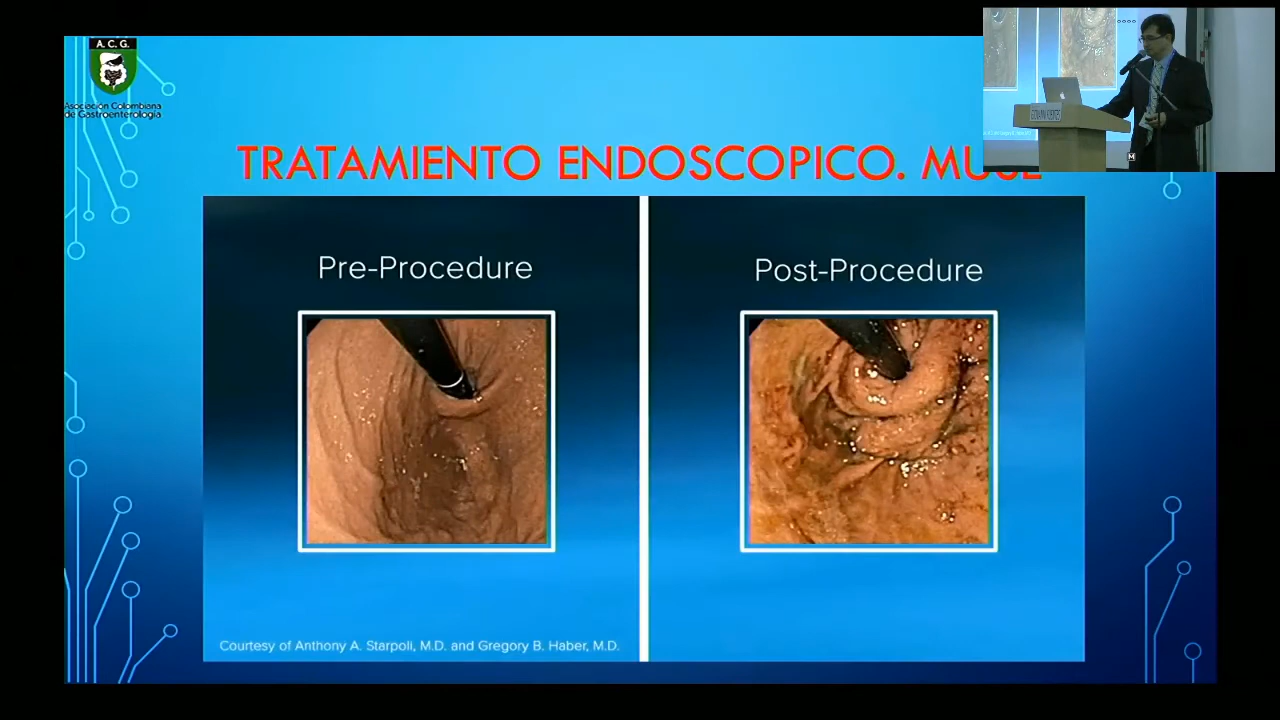 A. C. G.
Asociación Colombiana
de Gastroenterología
TRATAMIENTO ENDOSCOPICO. MUSE
Pre-Procedure
Post-Procedure
Courtesy of Anthony A. Starpoli, M.D. and Gregory B. Haber, M.D.